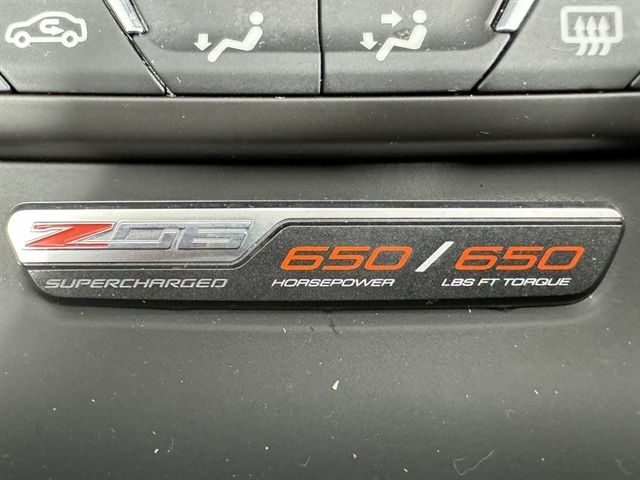 Z06
650 / 650
SUPERCHARGED HORSEPOWER LBS FT TORQUE